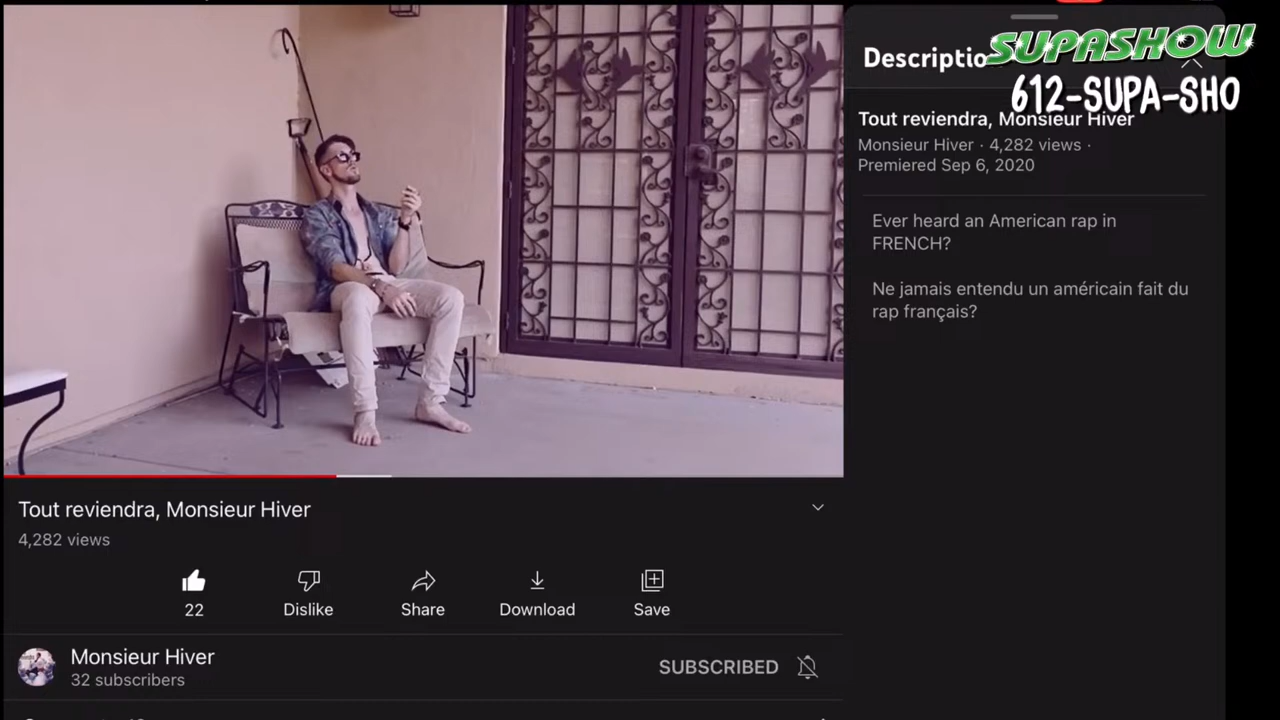 SUPASHOW
612-SUPA-SHO
Description
Tout reviendra, Monsieur Hiver
Monsieur Hiver · 4,282 views ·
Premiered Sep 6, 2020
Ever heard an American rap in
FRENCH?
Ne jamais entendu un américain fait du
rap français?
Tout reviendra, Monsieur Hiver
4,282 views
22
Dislike
Share
Download
Save
Monsieur Hiver
32 subscribers
SUBSCRIBED